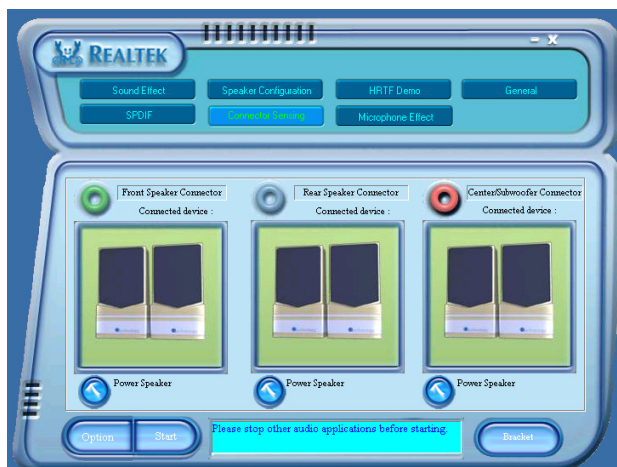 REALTEK
- X
Sound Effect
Speaker Configuration
HRTF Demo
General
SPDIF
Connector Sensing
Microphone Effect
Front Speaker Connector
Rear Speaker Connector
Center/Subwoofer Connector
Connected device :
Connected device :
Connected device :
Power Speaker
Power Speaker
Power Speaker
Option
Start
Please stop other audio applications before starting.
Bracket